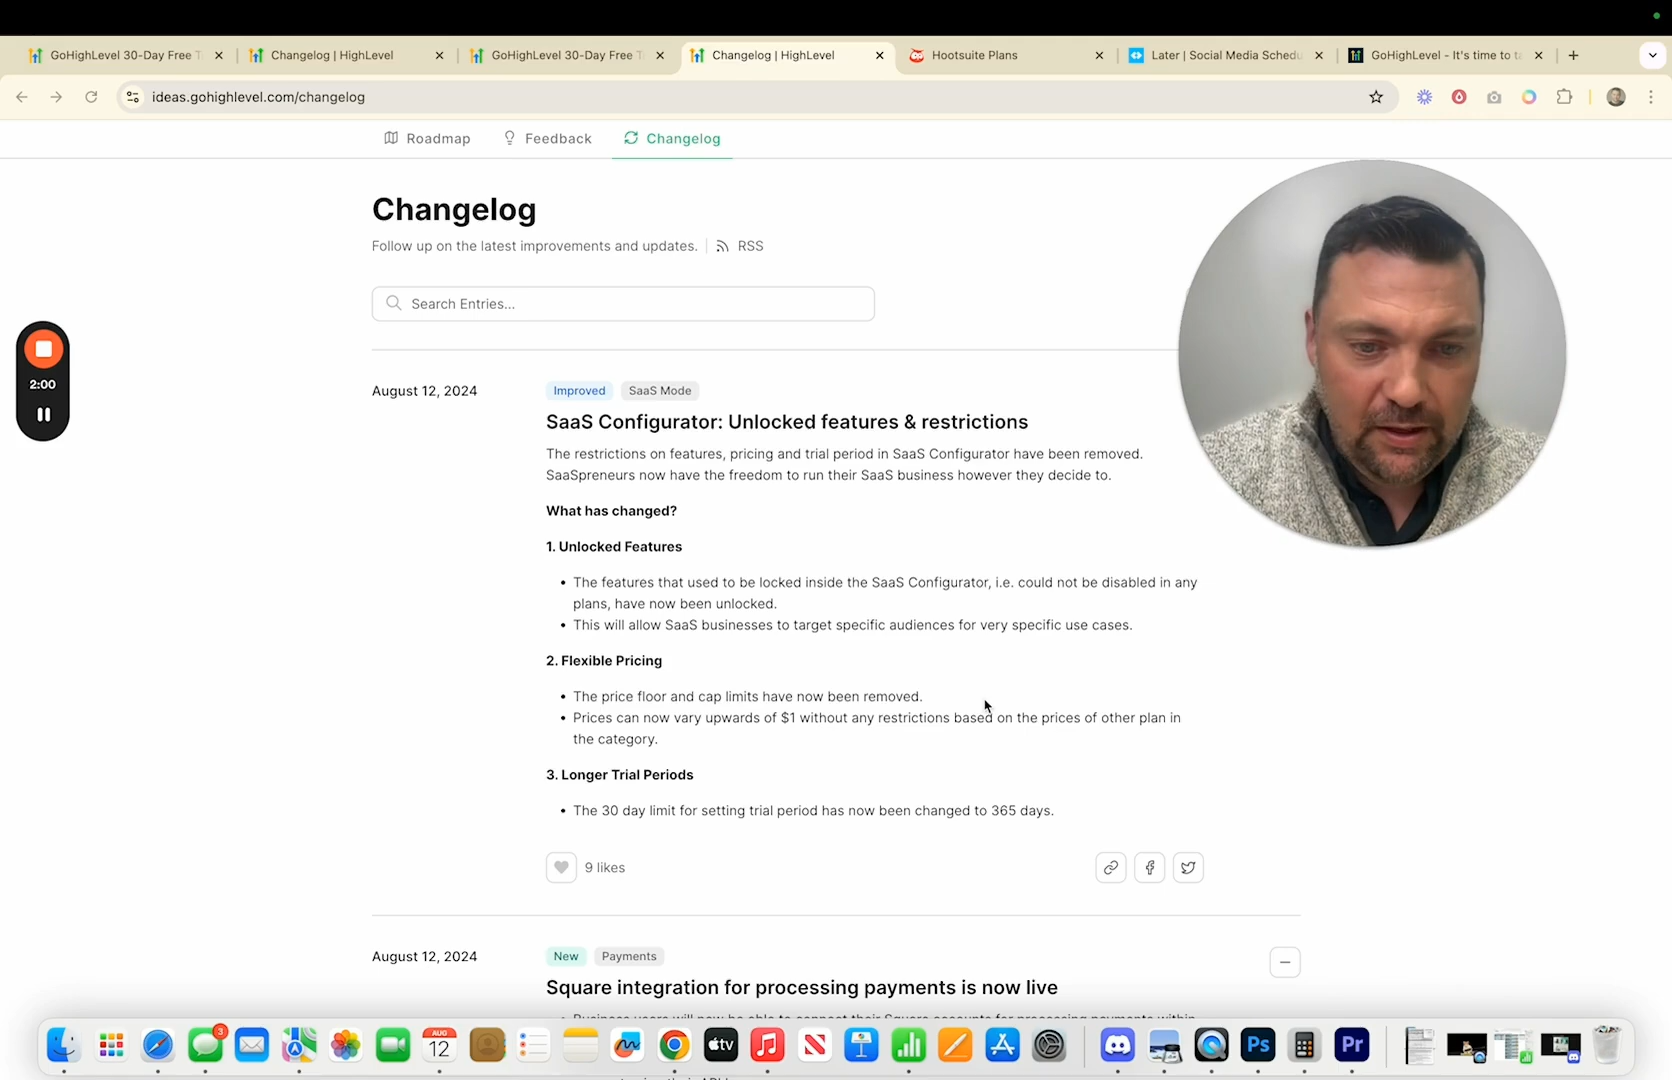 GoHighLevel 30-Day Free T
Changelog | HighLevel
GoHighLevel 30-Day Free T
Changelog | HighLevel
Hootsuite Plans
Later | Social Media Schedu
GoHighLevel - It's time to ta
ideas.gohighlevel.com/changelog
Roadmap
Feedback
Changelog
Changelog
Follow up on the latest improvements and updates.
RSS
Search Entries...
2:00
August 12, 2024
Improved
SaaS Mode
SaaS Configurator: Unlocked features & restrictions
The restrictions on features, pricing and trial period in SaaS Configurator have been removed.
SaaSpreneurs now have the freedom to run their SaaS business however they decide to.
What has changed?
1. Unlocked Features
• The features that used to be locked inside the SaaS Configurator, i.e. could not be disabled in any
plans, have now been unlocked.
• This will allow SaaS businesses to target specific audiences for very specific use cases.
2. Flexible Pricing
• The price floor and cap limits have now been removed.
• Prices can now vary upwards of $1 without any restrictions based on the prices of other plan in
the category.
3. Longer Trial Periods
• The 30 day limit for setting trial period has now been changed to 365 days.
9 likes
August 12, 2024
New
Payments
Square integration for processing payments is now live
3
AUG
12
tv
Ps
Pr